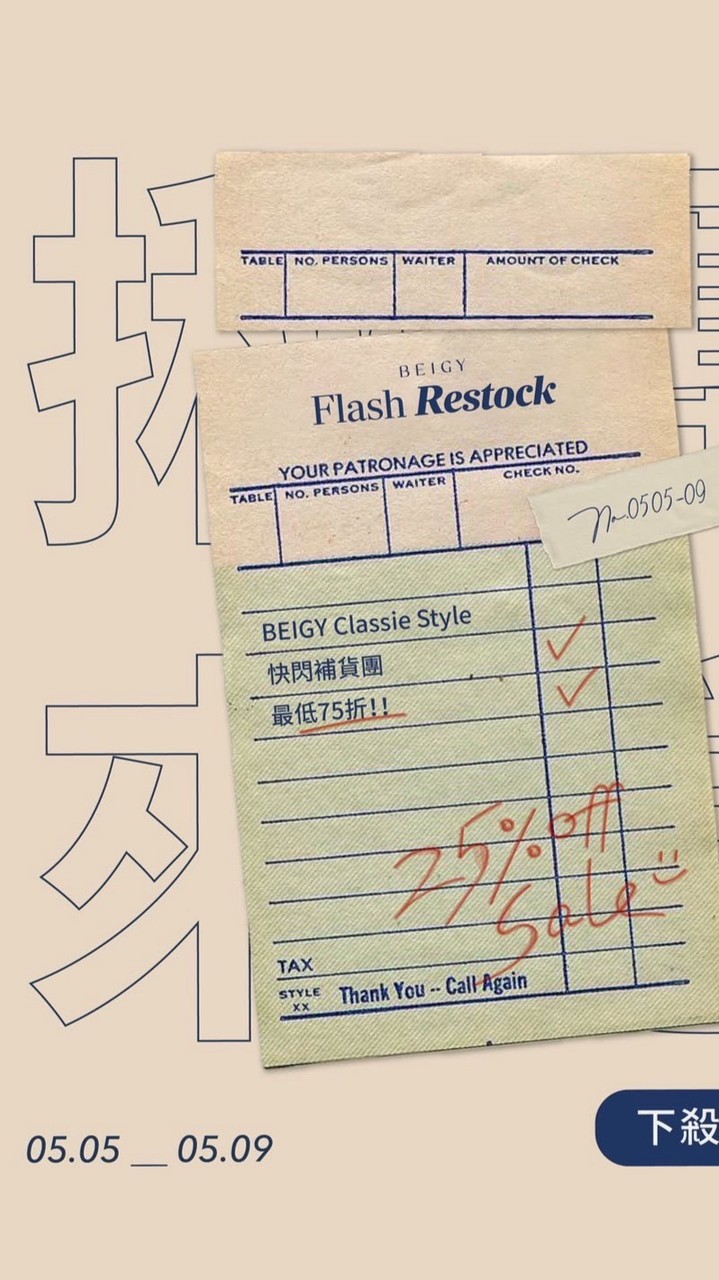 TABLE NO. PERSONS WAITER AMOUNT OF CHECK
BEIGY
Flash Restock
YOUR PATRONAGE IS APPRECIATED
TABLE NO. PERSONS WAITER CHECK NO.
No.0505-09
BEIGY Classie Style
快閃補貨團
最低75折!!
25% off
Sale
TAX
STYLE XX Thank You -- Call Again
05.05 __ 05.09
下殺